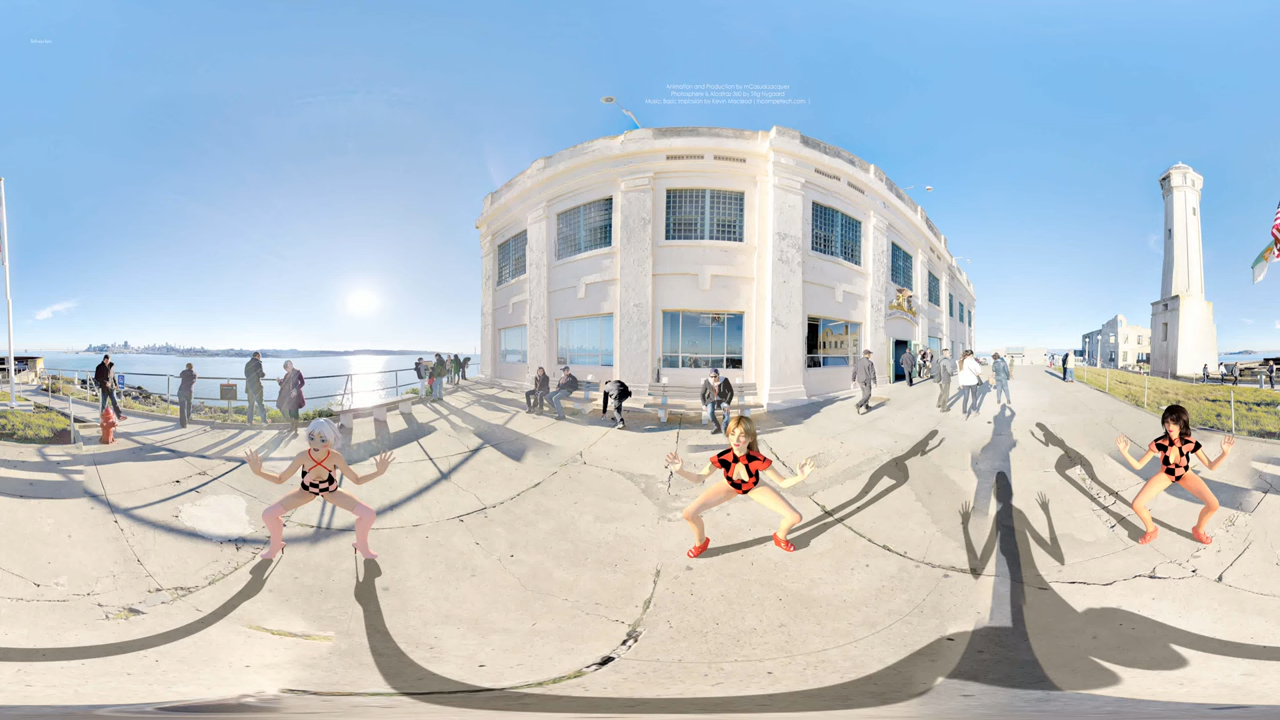 Animation and Production by mCasualJacques
Photosphere & Alcatraz 360 by Stig Nygaard
Music: Basic Implosion by Kevin Macleod ( incompetech.com )